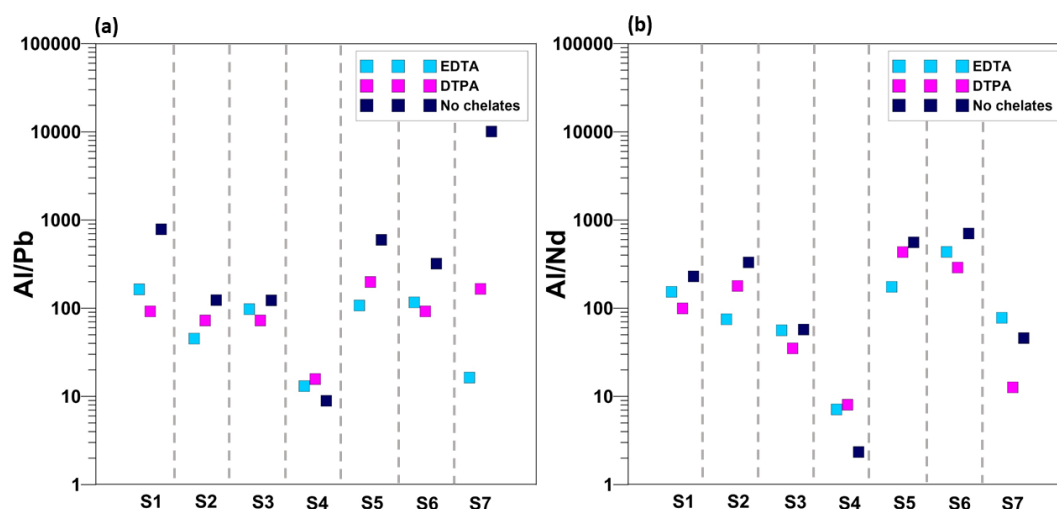 (a)
Al/Pb
100000
10000
1000
100
10
1
EDTA
DTPA
No chelates
S1 S2 S3 S4 S5 S6 S7
(b)
Al/Nd
100000
10000
1000
100
10
1
EDTA
DTPA
No chelates
S1 S2 S3 S4 S5 S6 S7